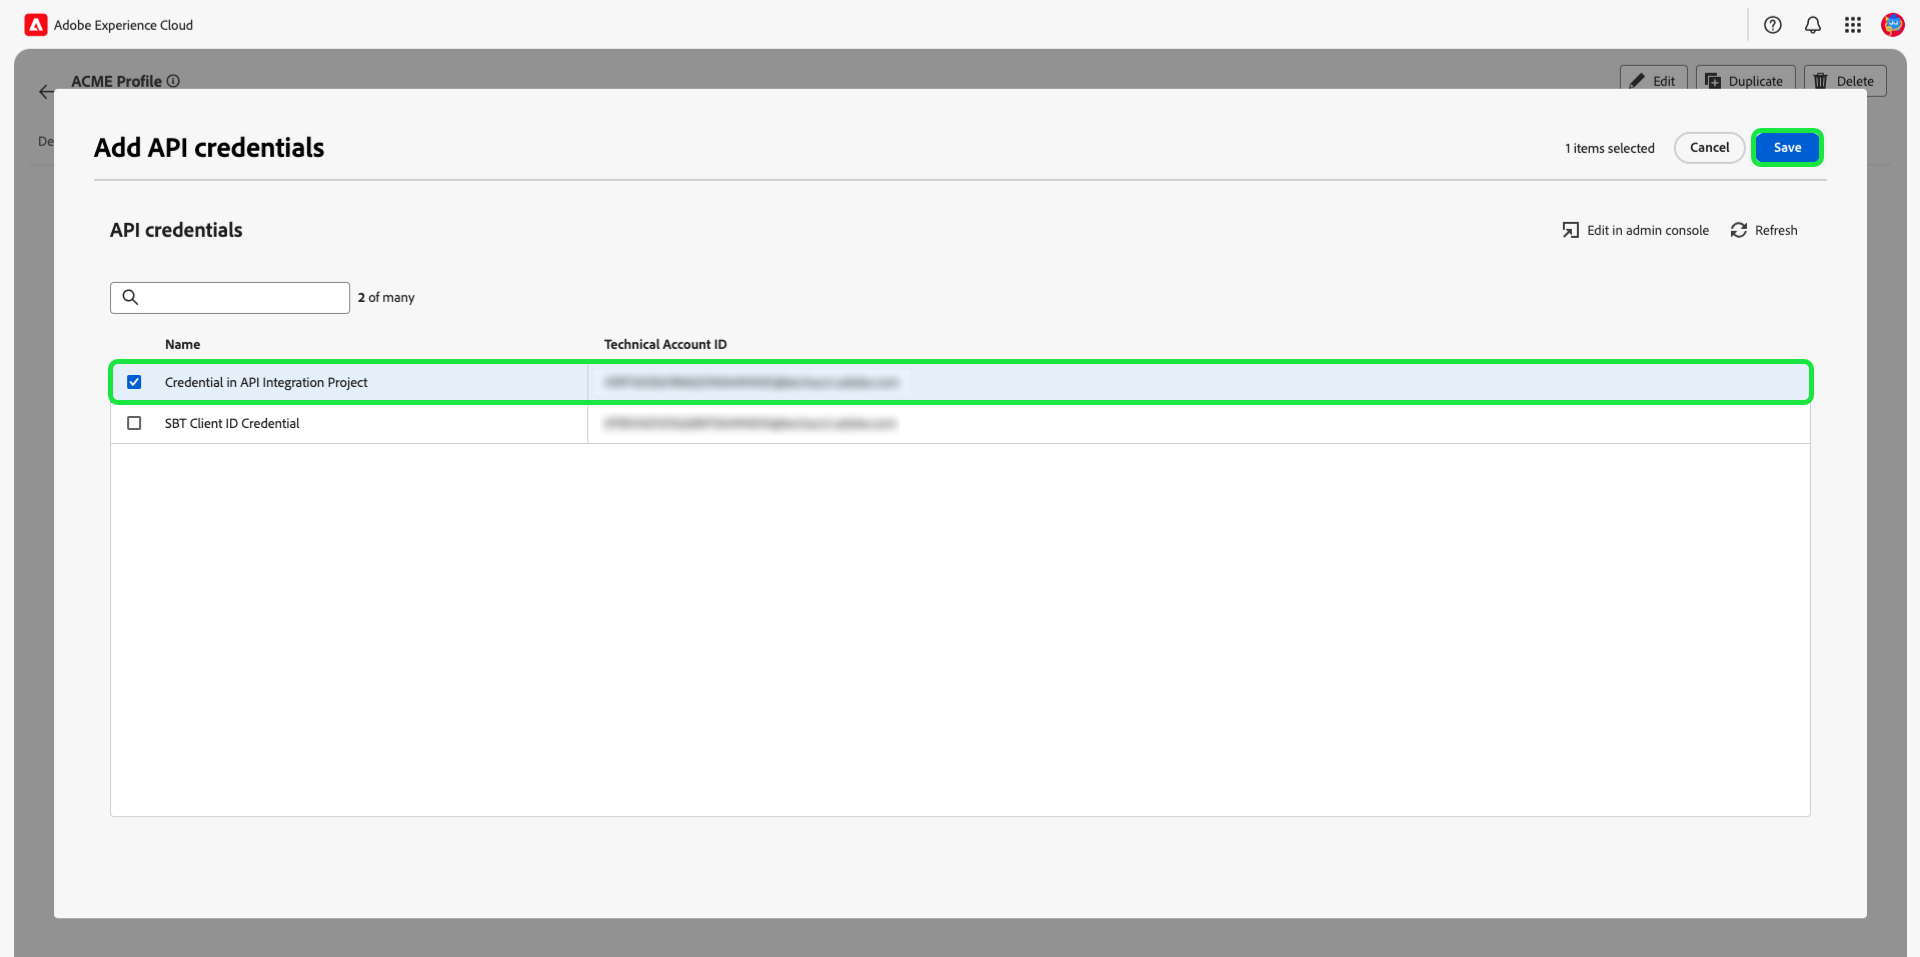 Adobe Experience Cloud
ACME Profile
Edit
Duplicate
Delete
De
Add API credentials
1 items selected
Cancel
Save
API credentials
Edit in admin console
Refresh
2 of many
Name
Technical Account ID
Credential in API Integration Project
SBT Client ID Credential